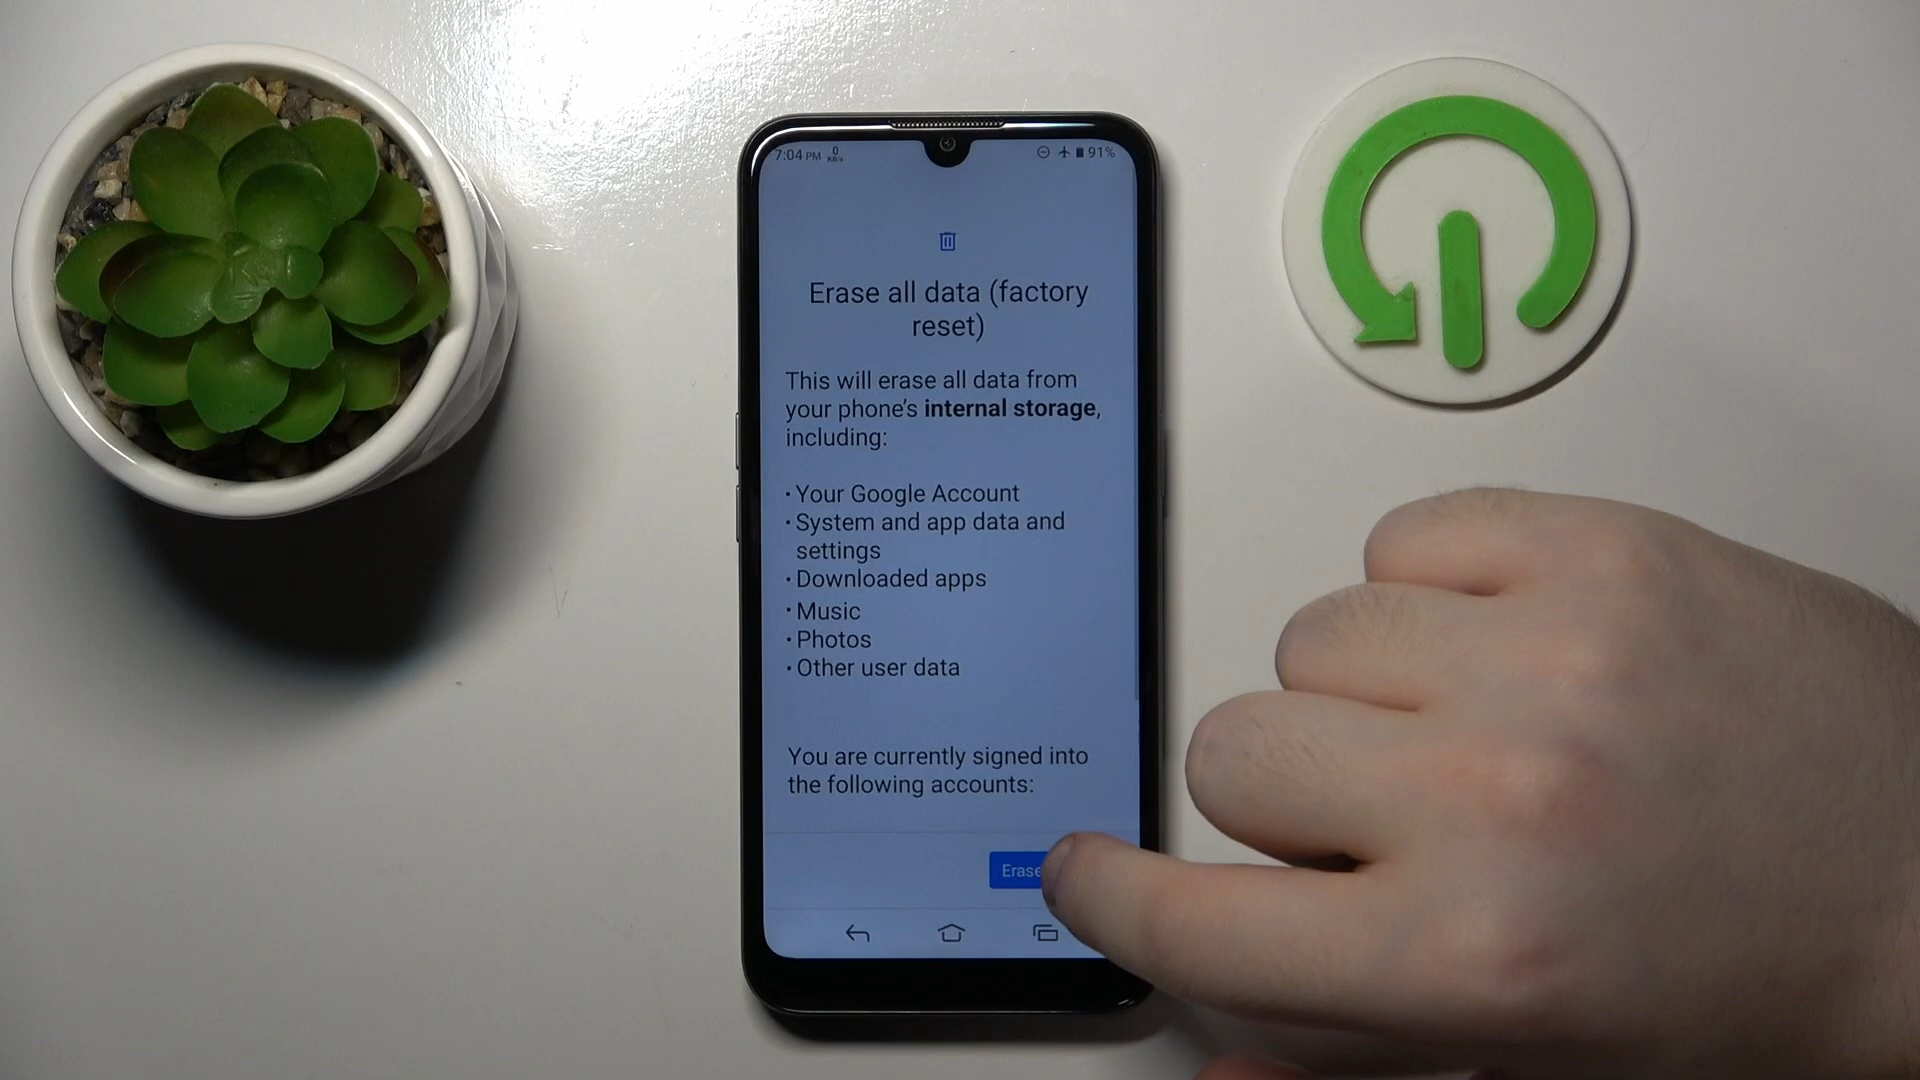 7:04 PM 0 KB/s 91%
Erase all data (factory
reset)
This will erase all data from
your phone's internal storage,
including:
· Your Google Account
· System and app data and
settings
· Downloaded apps
· Music
· Photos
· Other user data
You are currently signed into
the following accounts:
Erase